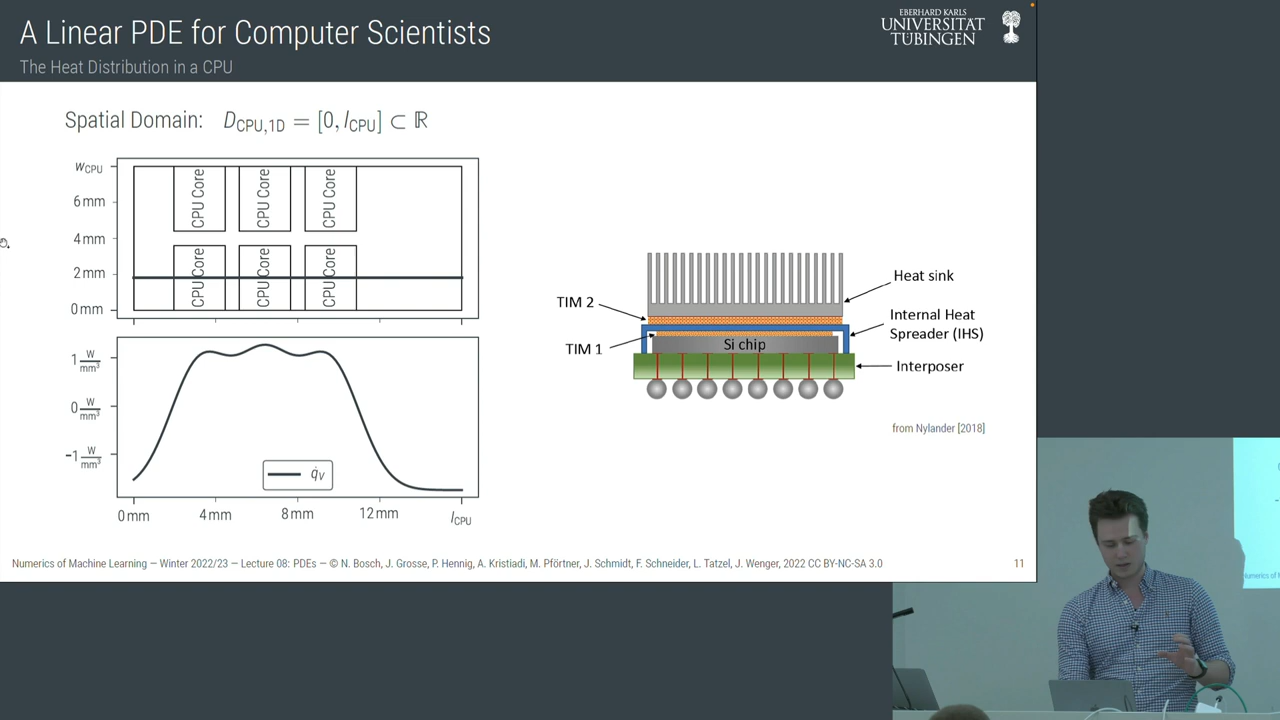 A Linear PDE for Computer Scientists
The Heat Distribution in a CPU
EBERHARD KARLS
UNIVERSITÄT
TÜBINGEN
Spatial Domain: D_CPU,1D = [0, l_CPU] ⊂ ℝ
w_CPU
6 mm
4 mm
2 mm
0 mm
CPU Core
CPU Core
CPU Core
CPU Core
CPU Core
CPU Core
1 W/mm³
0 W/mm³
−1 W/mm³
q̇_V
0 mm
4 mm
8 mm
12 mm
l_CPU
TIM 2
TIM 1
Si chip
Heat sink
Internal Heat
Spreader (IHS)
Interposer
from Nylander [2018]
Numerics of Machine Learning — Winter 2022/23 — Lecture 08: PDEs — © N. Bosch, J. Grosse, P. Hennig, A. Kristiadi, M. Pförtner, J. Schmidt, F. Schneider, L. Tatzel, J. Wenger, 2022 CC BY-NC-SA 3.0
11